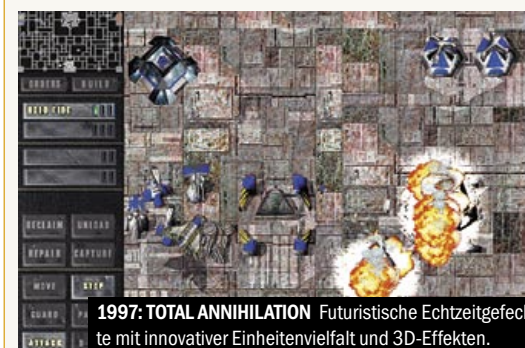 ORDERS BUILD
HOLD FIRE
RECLAIM UNLOAD
REPAIR CAPTURE
MOVE STOP
GUARD
ATTACK
1997: TOTAL ANNIHILATION Futuristische Echtzeitgefech-
te mit innovativer Einheitenvielfalt und 3D-Effekten.